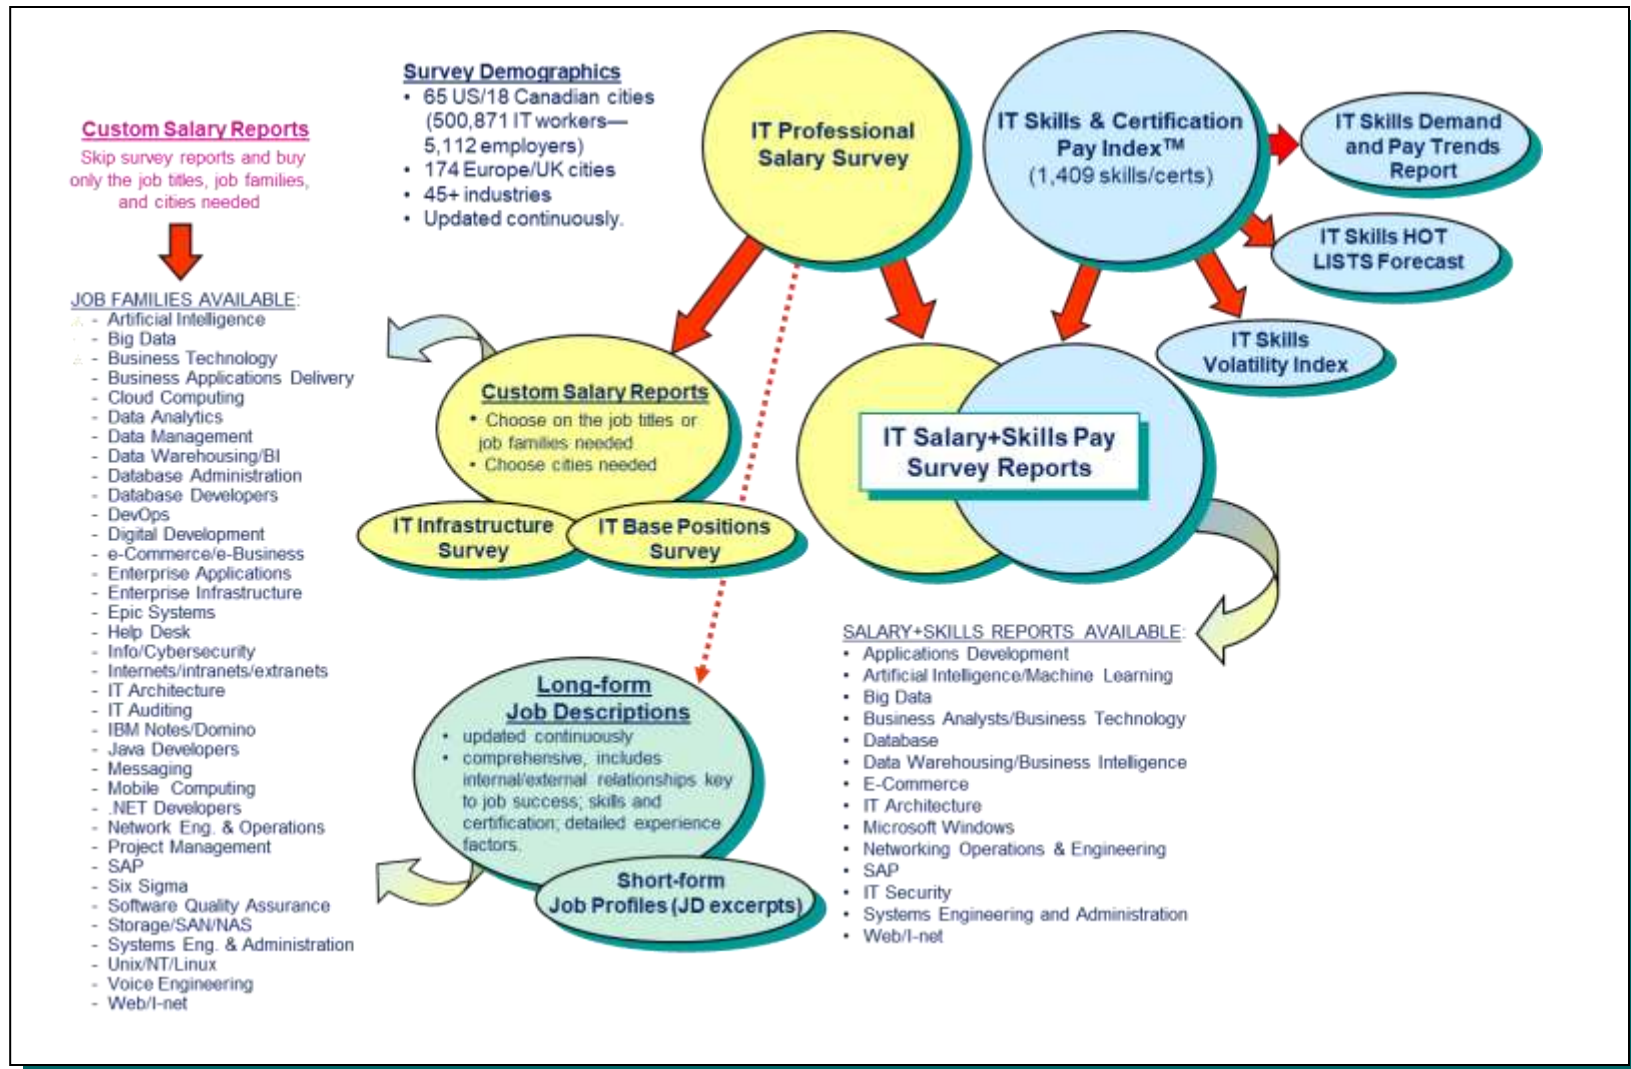 Custom Salary Reports
Skip survey reports and buy
only the job titles, job families,
and cities needed
JOB FAMILIES AVAILABLE:
- Artificial Intelligence
- Big Data
- Business Technology
- Business Applications Delivery
- Cloud Computing
- Data Analytics
- Data Management
- Data Warehousing/BI
- Database Administration
- Database Developers
- DevOps
- Digital Development
- e-Commerce/e-Business
- Enterprise Applications
- Enterprise Infrastructure
- Epic Systems
- Help Desk
- Info/Cybersecurity
- Internets/intranets/extranets
- IT Architecture
- IT Auditing
- IBM Notes/Domino
- Java Developers
- Messaging
- Mobile Computing
- .NET Developers
- Network Eng. & Operations
- Project Management
- SAP
- Six Sigma
- Software Quality Assurance
- Storage/SAN/NAS
- Systems Eng. & Administration
- Unix/NT/Linux
- Voice Engineering
- Web/I-net
Survey Demographics
• 65 US/18 Canadian cities
(500,871 IT workers—
5,112 employers)
• 174 Europe/UK cities
• 45+ industries
• Updated continuously.
IT Professional
Salary Survey
IT Skills & Certification
Pay Index™
(1,409 skills/certs)
IT Skills Demand
and Pay Trends
Report
IT Skills HOT
LISTS Forecast
IT Skills
Volatility Index
Custom Salary Reports
• Choose on the job titles or
job families needed
• Choose cities needed
IT Infrastructure
Survey
IT Base Positions
Survey
IT Salary+Skills Pay
Survey Reports
Long-form
Job Descriptions
• updated continuously
• comprehensive, includes
internal/external relationships key
to job success; skills and
certification; detailed experience
factors.
Short-form
Job Profiles (JD excerpts)
SALARY+SKILLS REPORTS AVAILABLE:
• Applications Development
• Artificial Intelligence/Machine Learning
• Big Data
• Business Analysts/Business Technology
• Database
• Data Warehousing/Business Intelligence
• E-Commerce
• IT Architecture
• Microsoft Windows
• Networking Operations & Engineering
• SAP
• IT Security
• Systems Engineering and Administration
• Web/I-net